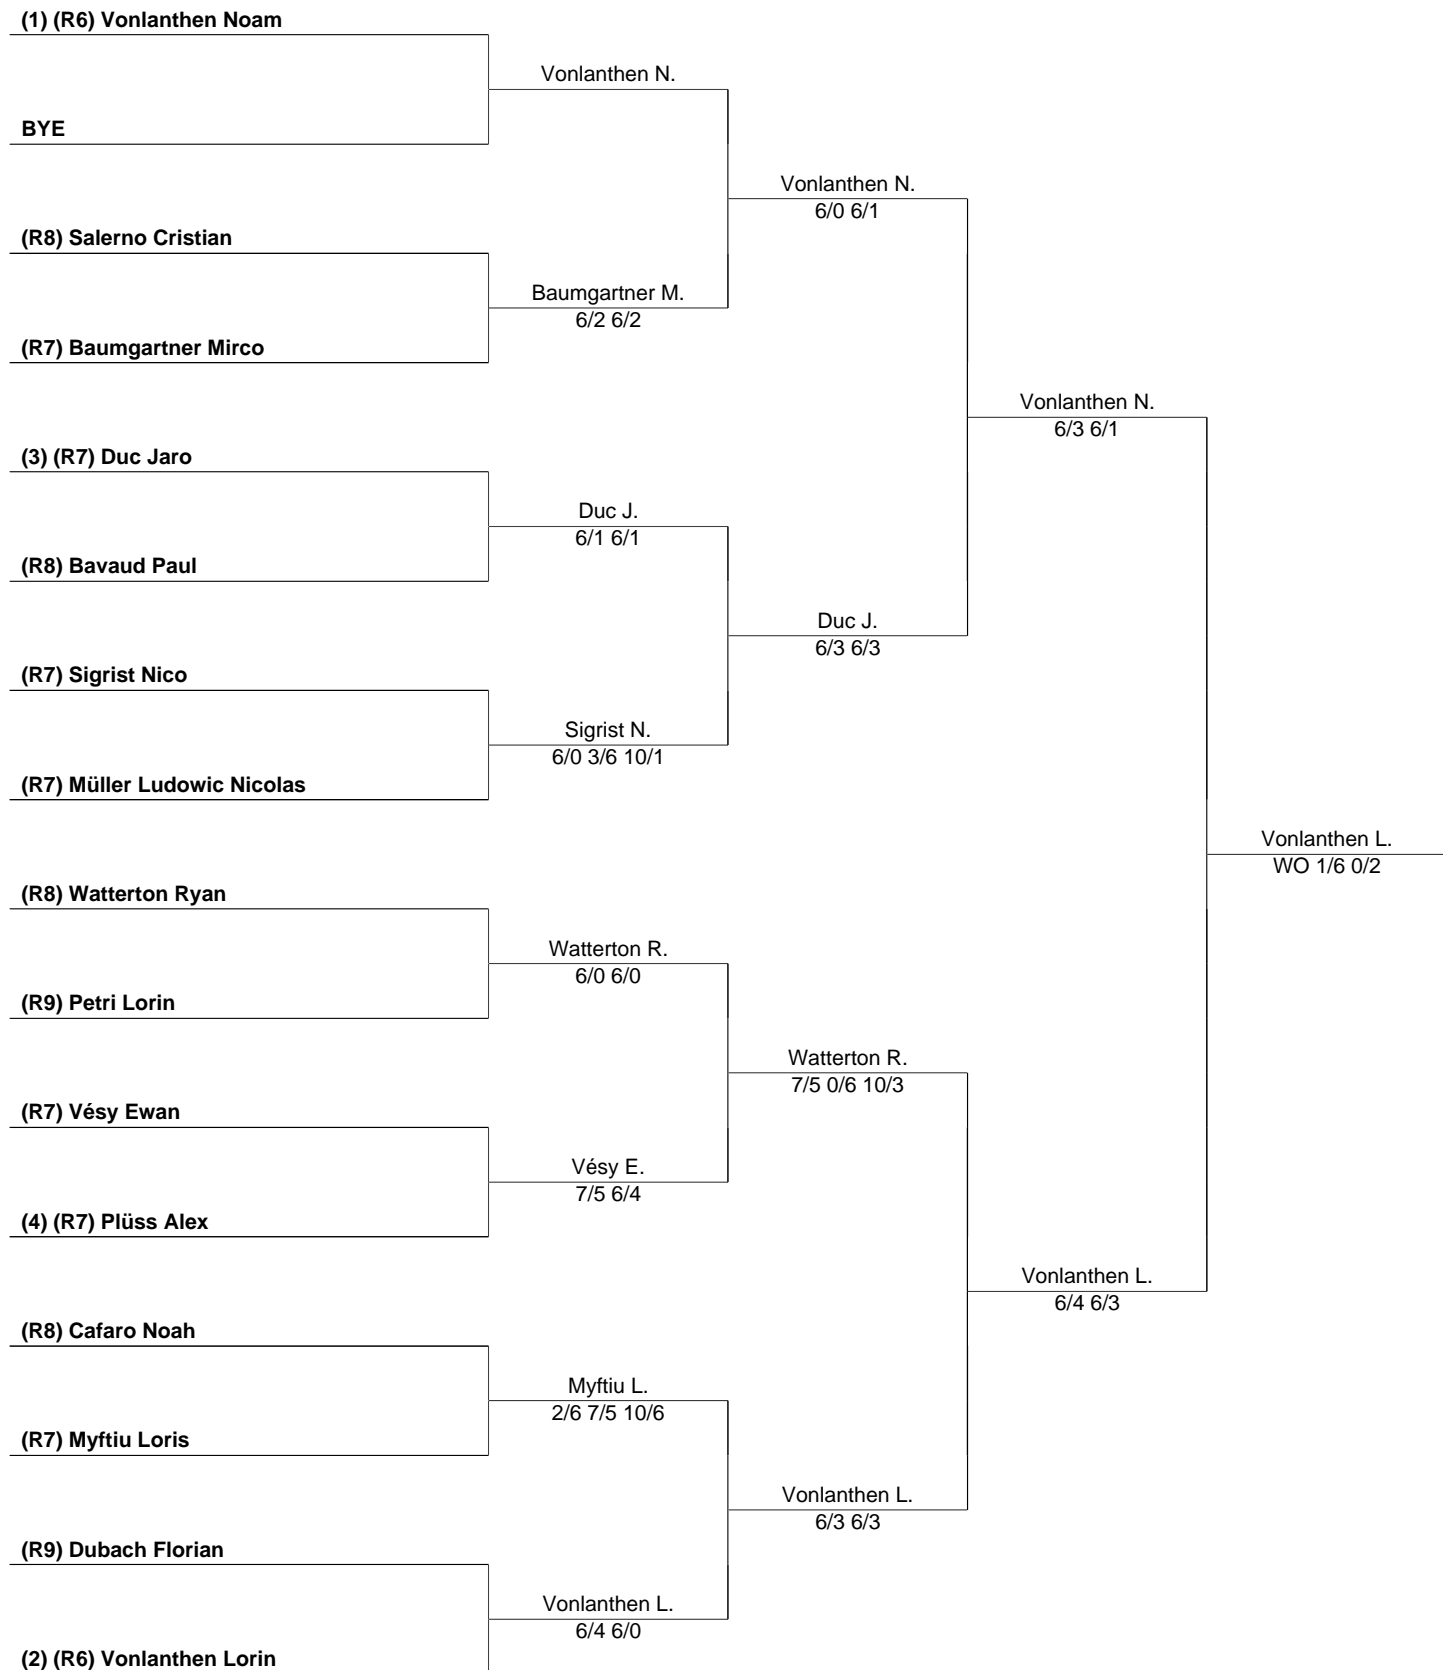 (1) (R6) Vonlanthen Noam
Vonlanthen N.
BYE
Vonlanthen N.
6/0 6/1
(R8) Salerno Cristian
Baumgartner M.
6/2 6/2
(R7) Baumgartner Mirco
Vonlanthen N.
6/3 6/1
(3) (R7) Duc Jaro
Duc J.
6/1 6/1
(R8) Bavaud Paul
Duc J.
6/3 6/3
(R7) Sigrist Nico
Sigrist N.
6/0 3/6 10/1
(R7) Müller Ludowic Nicolas
Vonlanthen L.
WO 1/6 0/2
(R8) Watterton Ryan
Watterton R.
6/0 6/0
(R9) Petri Lorin
Watterton R.
7/5 0/6 10/3
(R7) Vésy Ewan
Vésy E.
7/5 6/4
(4) (R7) Plüss Alex
Vonlanthen L.
6/4 6/3
(R8) Cafaro Noah
Myftiu L.
2/6 7/5 10/6
(R7) Myftiu Loris
Vonlanthen L.
6/3 6/3
(R9) Dubach Florian
Vonlanthen L.
6/4 6/0
(2) (R6) Vonlanthen Lorin